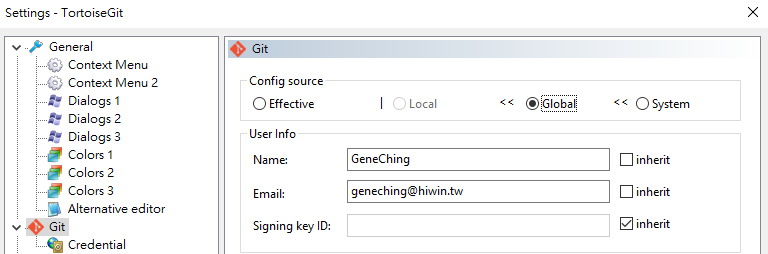 Settings - TortoiseGit
General
Context Menu
Context Menu 2
Dialogs 1
Dialogs 2
Dialogs 3
Colors 1
Colors 2
Colors 3
Alternative editor
Git
Credential
Git
Config source
Effective | Local << Global << System
User Info
Name: GeneChing inherit
Email: geneching@hiwin.tw inherit
Signing key ID: inherit